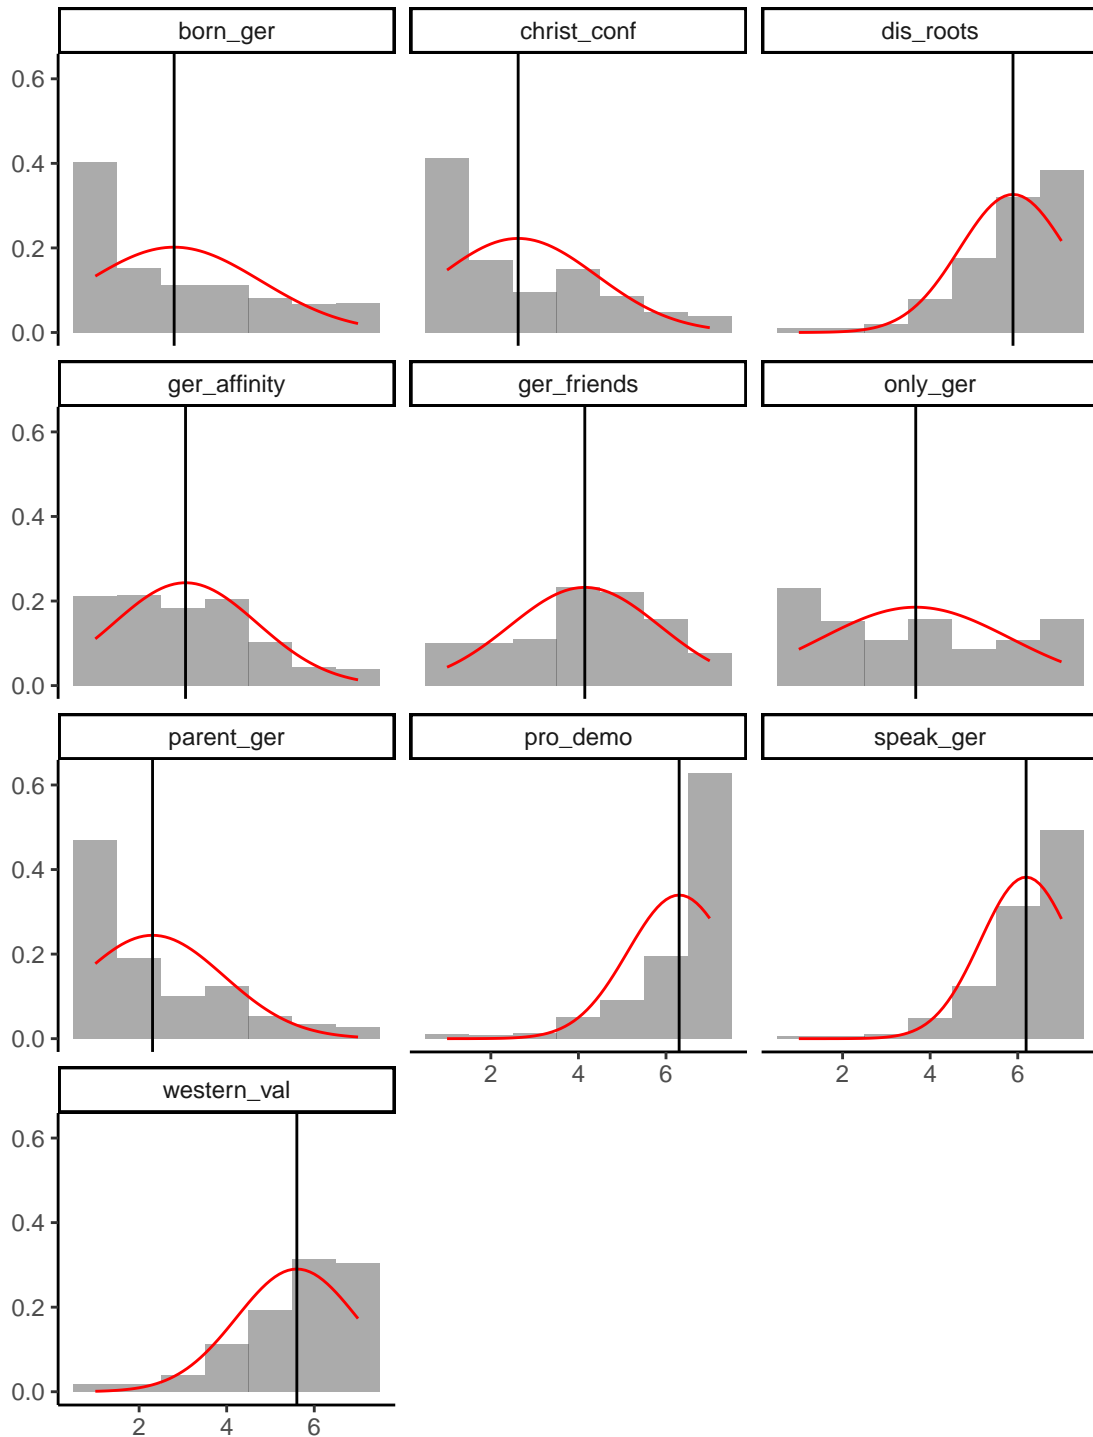 born_ger christ_conf dis_roots
0.6
0.4
0.2
0.0
ger_affinity ger_friends only_ger
0.6
0.4
0.2
0.0
parent_ger pro_demo speak_ger
0.6
0.4
0.2
0.0
2 4 6 2 4 6
western_val
0.6
0.4
0.2
0.0
2 4 6